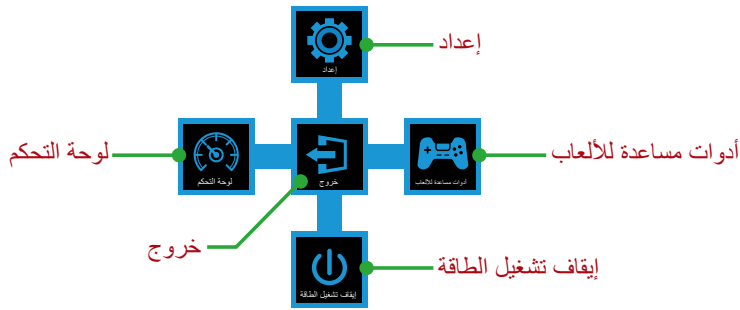 إعداد
إعداد
أدوات مساعدة للألعاب
أدوات مساعدة للألعاب
خروج
لوحة التحكم
لوحة التحكم
خروج
إيقاف تشغيل الطاقة
إيقاف تشغيل الطاقة